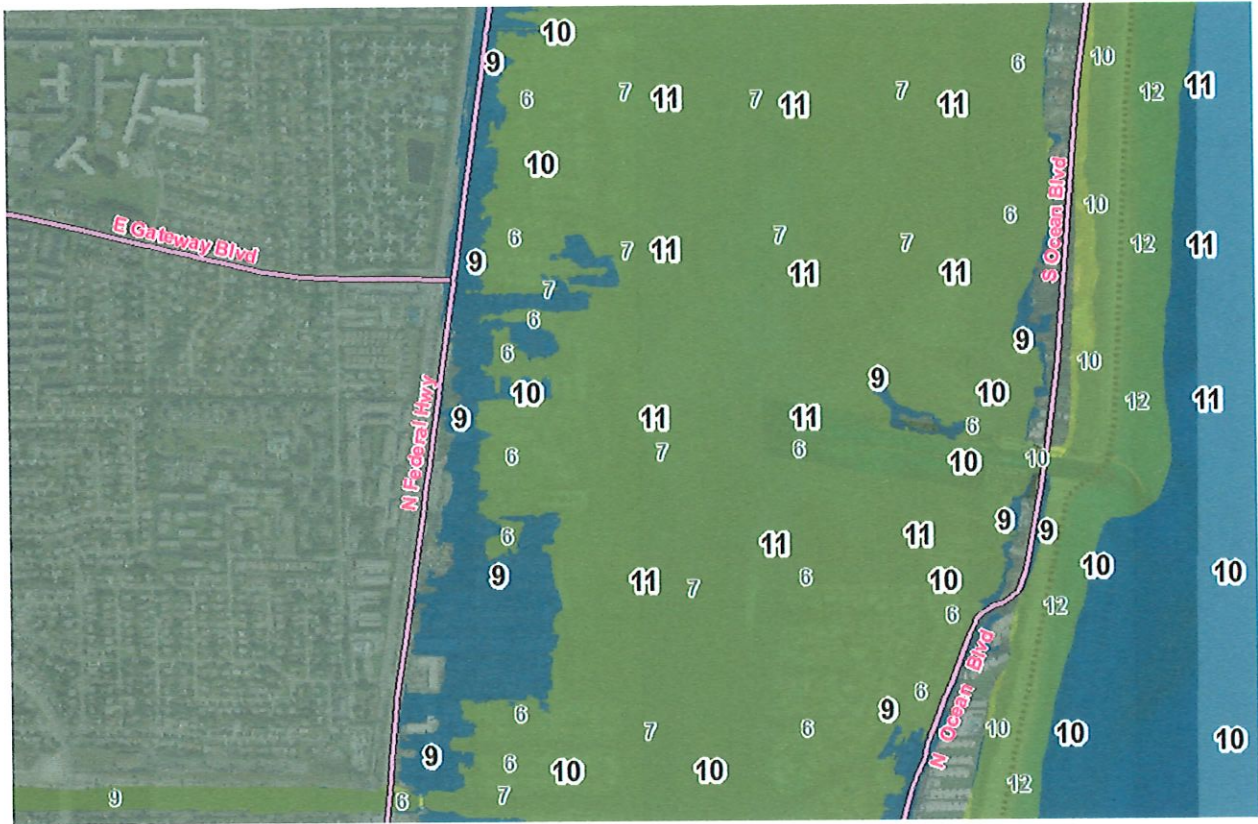 10
9 6 10
7 11 7 11 7 11 12 11
6
10
6 10
E Gateway Blvd
9 6 7 11 7 11 7 11 S Ocean Blvd 12 11
7
6
6 9 10
N Federal Hwy 9 10 11 11 9 10 12 11
6
6 7 6 10 10
6 11 11 9 9
9 11 7 6 10 10 10
6 12
N Ocean Blvd
6
6 7 6 9 10 10 10
9 6 10 10
9 6 7 12